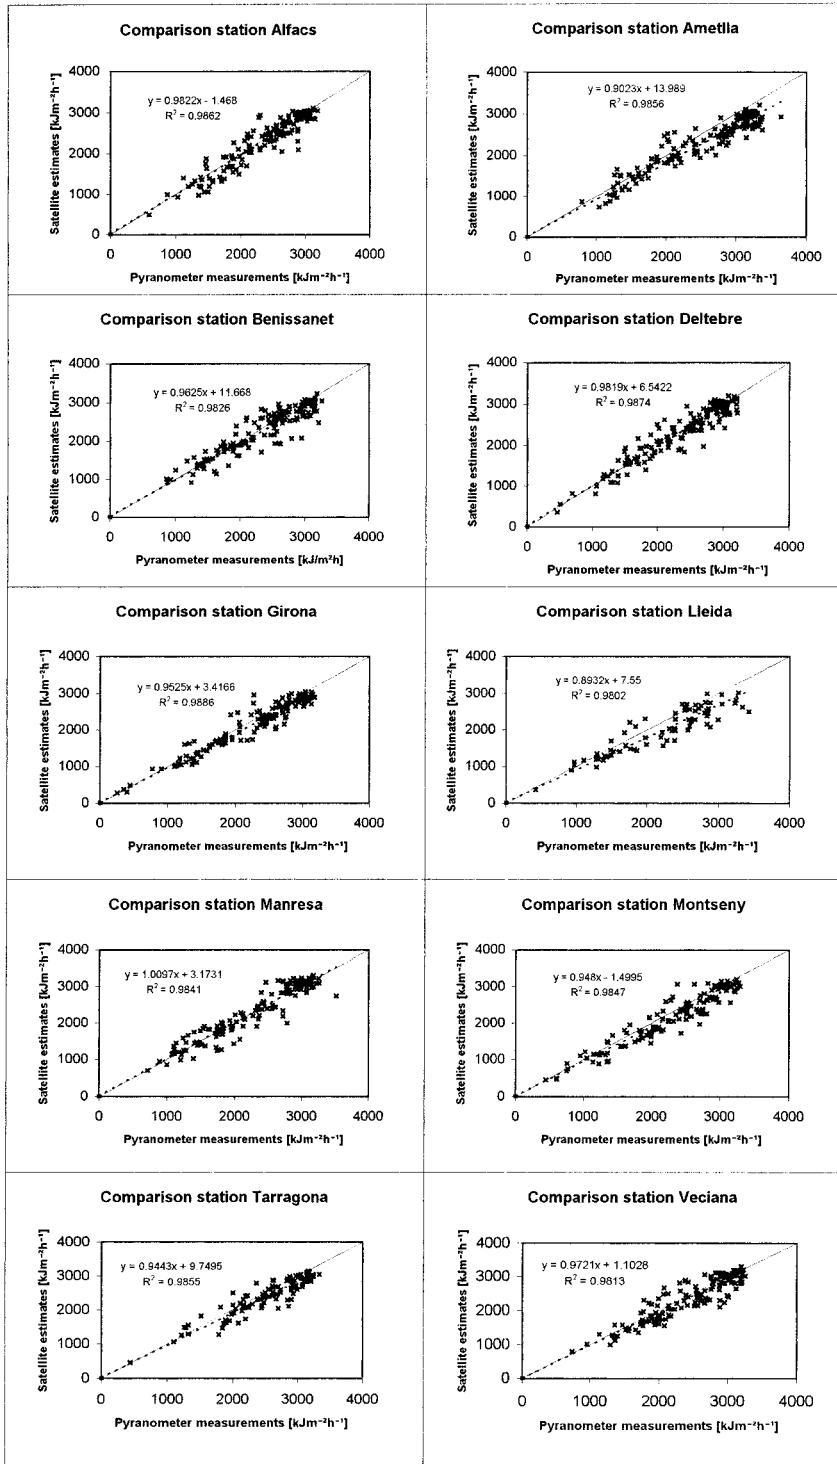 Comparison station Alfacs
Satellite estimates [kJm⁻²h⁻¹]
4000
3000
2000
1000
0
y = 0.9822x - 1.468
R² = 0.9862
0 1000 2000 3000 4000
Pyranometer measurements [kJm⁻²h⁻¹]
Comparison station Ametlla
Satellite estimates [kJm⁻²h⁻¹]
4000
3000
2000
1000
0
y = 0.9023x + 13.989
R² = 0.9856
0 1000 2000 3000 4000
Pyranometer measurements [kJm⁻²h⁻¹]
Comparison station Benissanet
Satellite estimates [kJm⁻²h⁻¹]
4000
3000
2000
1000
0
y = 0.9625x + 11.668
R² = 0.9826
0 1000 2000 3000 4000
Pyranometer measurements [kJ/m²h]
Comparison station Deltebre
Satellite estimates [kJm⁻²h⁻¹]
4000
3000
2000
1000
0
y = 0.9819x + 6.5422
R² = 0.9874
0 1000 2000 3000 4000
Pyranometer measurements [kJm⁻²h⁻¹]
Comparison station Girona
Satellite estimates [kJm⁻²h⁻¹]
4000
3000
2000
1000
0
y = 0.9525x + 3.4166
R² = 0.9886
0 1000 2000 3000 4000
Pyranometer measurements [kJm⁻²h⁻¹]
Comparison station Lleida
Satellite estimates [kJm⁻²h⁻¹]
4000
3000
2000
1000
0
y = 0.8932x + 7.55
R² = 0.9802
0 1000 2000 3000 4000
Pyranometer measurements [kJm⁻²h⁻¹]
Comparison station Manresa
Satellite estimates [kJm⁻²h⁻¹]
4000
3000
2000
1000
0
y = 1.0097x + 3.1731
R² = 0.9841
0 1000 2000 3000 4000
Pyranometer measurements [kJm⁻²h⁻¹]
Comparison station Montseny
Satellite estimates [kJm⁻²h⁻¹]
4000
3000
2000
1000
0
y = 0.948x - 1.4995
R² = 0.9847
0 1000 2000 3000 4000
Pyranometer measurements [kJm⁻²h⁻¹]
Comparison station Tarragona
Satellite estimates [kJm⁻²h⁻¹]
4000
3000
2000
1000
0
y = 0.9443x + 9.7495
R² = 0.9855
0 1000 2000 3000 4000
Pyranometer measurements [kJm⁻²h⁻¹]
Comparison station Veciana
Satellite estimates [kJm⁻²h⁻¹]
4000
3000
2000
1000
0
y = 0.9721x + 1.1028
R² = 0.9813
0 1000 2000 3000 4000
Pyranometer measurements [kJm⁻²h⁻¹]